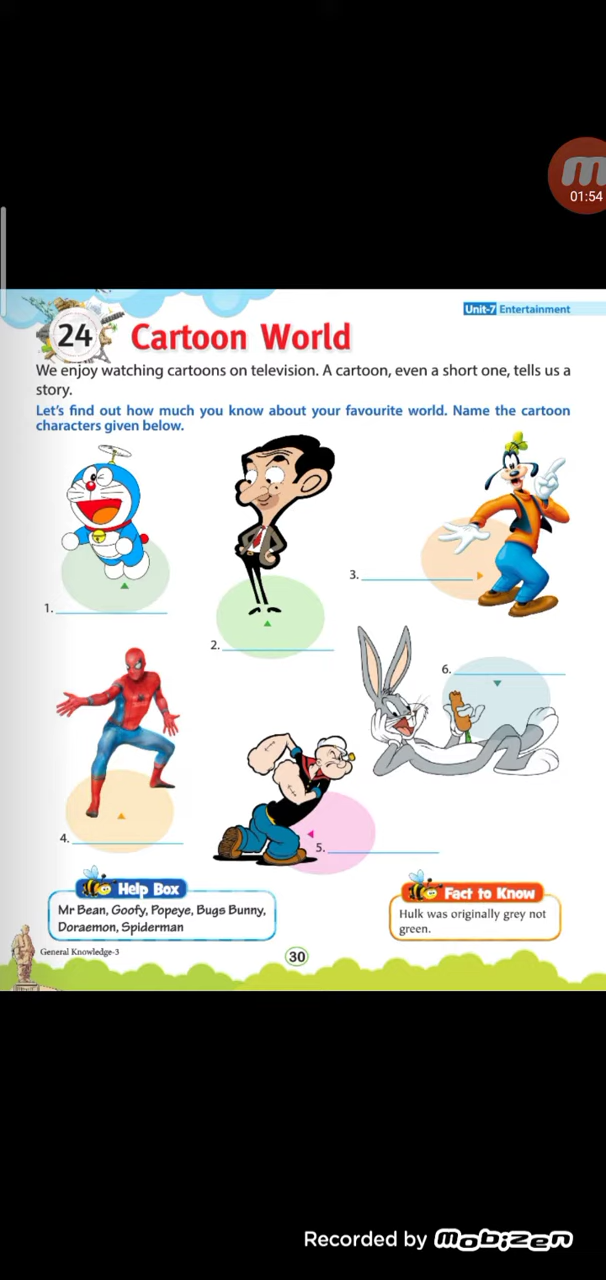 01:54
Unit-7 Entertainment
24 Cartoon World
We enjoy watching cartoons on television. A cartoon, even a short one, tells us a
story.
Let's find out how much you know about your favourite world. Name the cartoon
characters given below.
1.
2.
3.
4.
5.
6.
Help Box
Mr Bean, Goofy, Popeye, Bugs Bunny,
Doraemon, Spiderman
Fact to Know
Hulk was originally grey not
green.
General Knowledge-3
30
Recorded by Mobizen